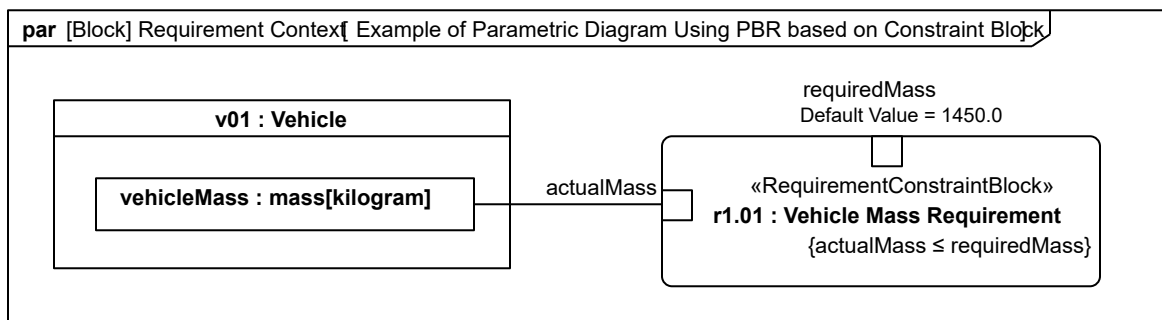 par [Block] Requirement Context[ Example of Parametric Diagram Using PBR based on Constraint Block]
requiredMass
Default Value = 1450.0
v01 : Vehicle
vehicleMass : mass[kilogram]
actualMass
«RequirementConstraintBlock»
r1.01 : Vehicle Mass Requirement
{actualMass ≤ requiredMass}